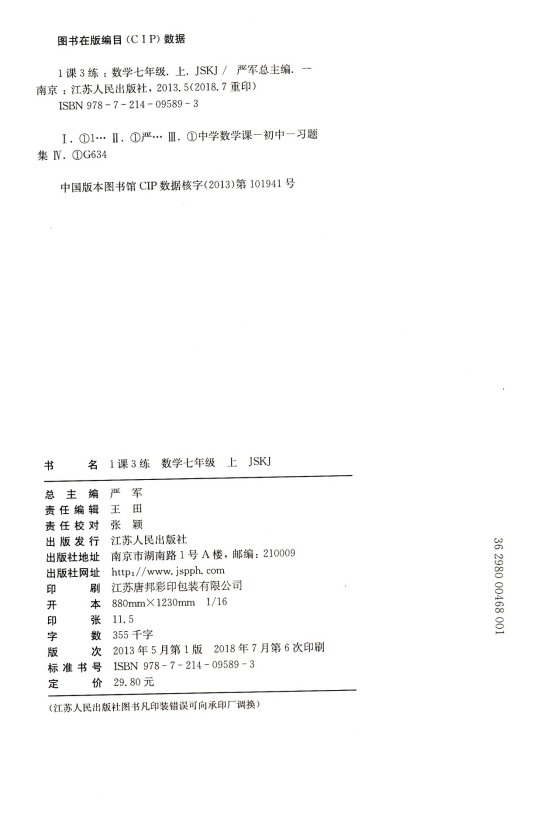 图书在版编目(CIP)数据
1课3练：数学七年级. 上. JSKJ / 严军总主编. —
南京：江苏人民出版社，2013.5(2018.7重印)
ISBN 978-7-214-09589-3
Ⅰ. ①1… Ⅱ. ①严… Ⅲ. ①中学数学课—初中—习题
集 Ⅳ. ①G634
中国版本图书馆CIP数据核字(2013)第101941号
书 名 1课3练 数学七年级 上 JSKJ
总主编 严 军
责任编辑 王 田
责任校对 张 颖
出版发行 江苏人民出版社
出版社地址 南京市湖南路1号A楼，邮编：210009
出版社网址 http://www.jspph.com
印 刷 江苏唐邦彩印包装有限公司
开 本 880mm×1230mm 1/16
印 张 11.5
字 数 355千字
版 次 2013年5月第1版 2018年7月第6次印刷
标准书号 ISBN 978-7-214-09589-3
定 价 29.80元
(江苏人民出版社图书凡印装错误可向承印厂调换)
36 2980 00468 001